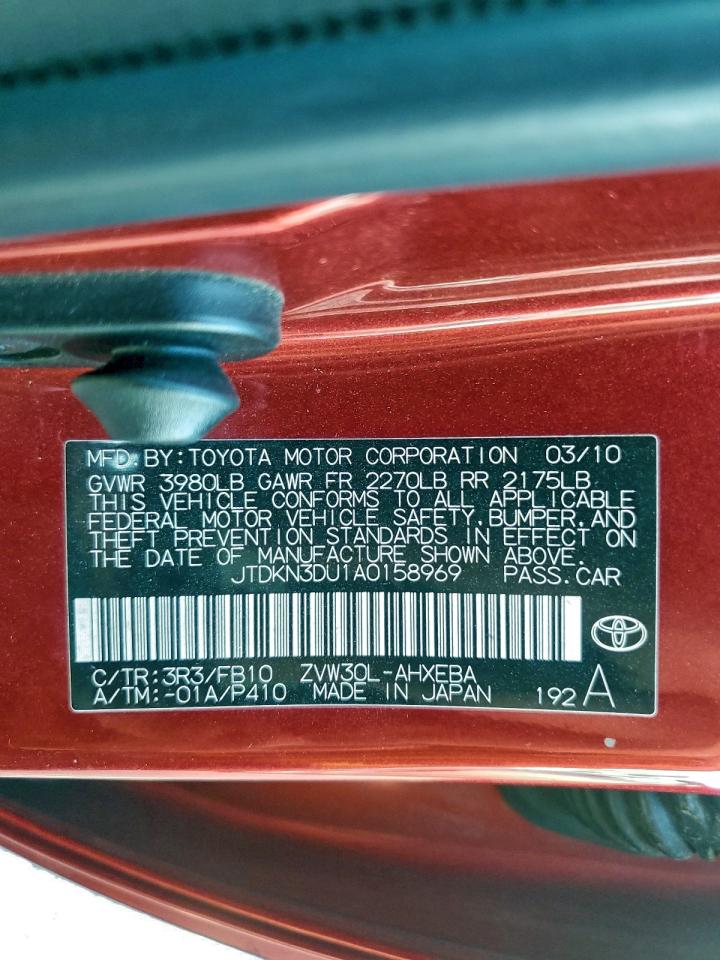 MFD.BY:TOYOTA MOTOR CORPORATION 03/10
GVWR 3980LB GAWR FR 2270LB RR 2175LB
THIS VEHICLE CONFORMS TO ALL APPLICABLE
FEDERAL MOTOR VEHICLE SAFETY,BUMPER,AND
THEFT PREVENTION STANDARDS IN EFFECT ON
THE DATE OF MANUFACTURE SHOWN ABOVE.
JTDKN3DU1A0158969 PASS.CAR
C/TR:3R3/FB10 ZVW30L-AHXEBA
A/TM:-01A/P410 MADE IN JAPAN 192 A